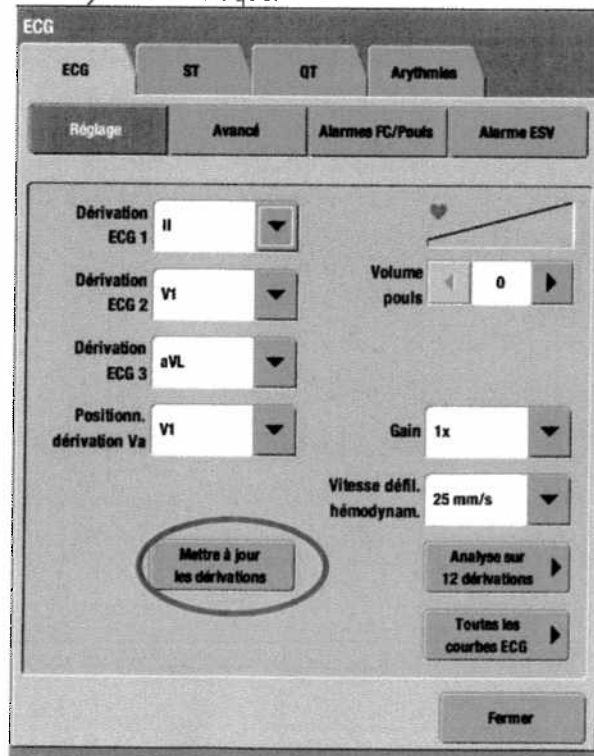 ECG
ECG ST QT Arythmies
Réglage Avancé Alarmes FC/Pouls Alarme ESV
Dérivation
ECG 1
II
Volume
pouls
0
Dérivation
ECG 2
V1
Dérivation
ECG 3
aVL
Positionn.
dérivation Va
V1
Gain 1x
Vitesse défil.
hémodynam.
25 mm/s
Mettre à jour
les dérivations
Analyse sur
12 dérivations
Toutes les
courbes ECG
Fermer